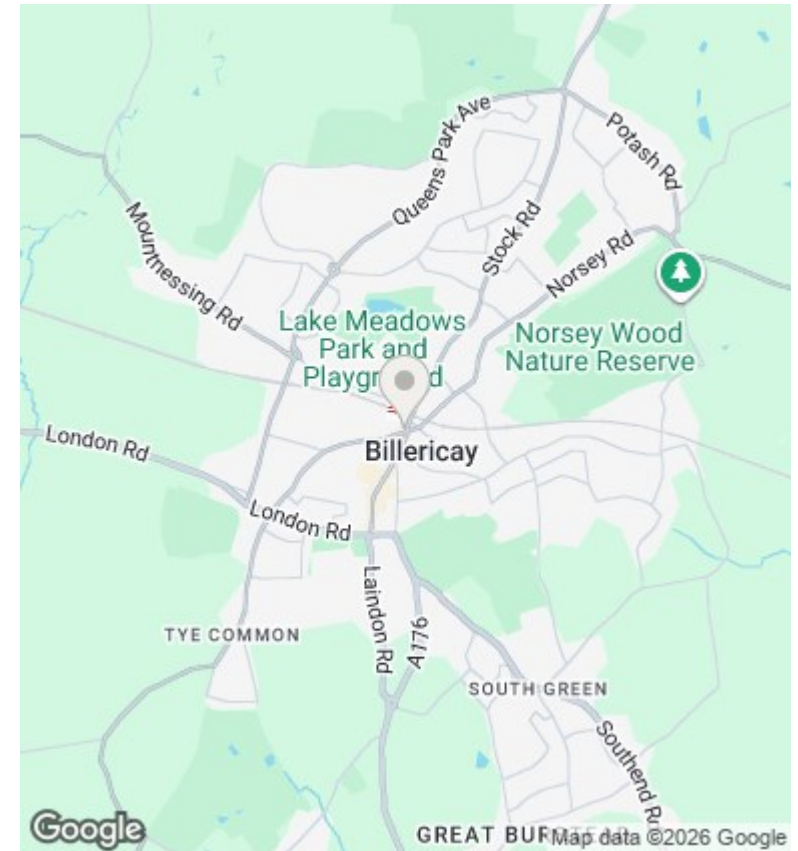 Queens Park Ave
Potash Rd
Stock Rd
Mountnessing Rd
Norsey Rd
Lake Meadows
Park and
Norsey Wood
Nature Reserve
London Rd
Billericay
London Rd
Laindon Rd
A176
TYE COMMON
SOUTH GREEN
Southend
Google
GREAT
Map data ©2026 Google